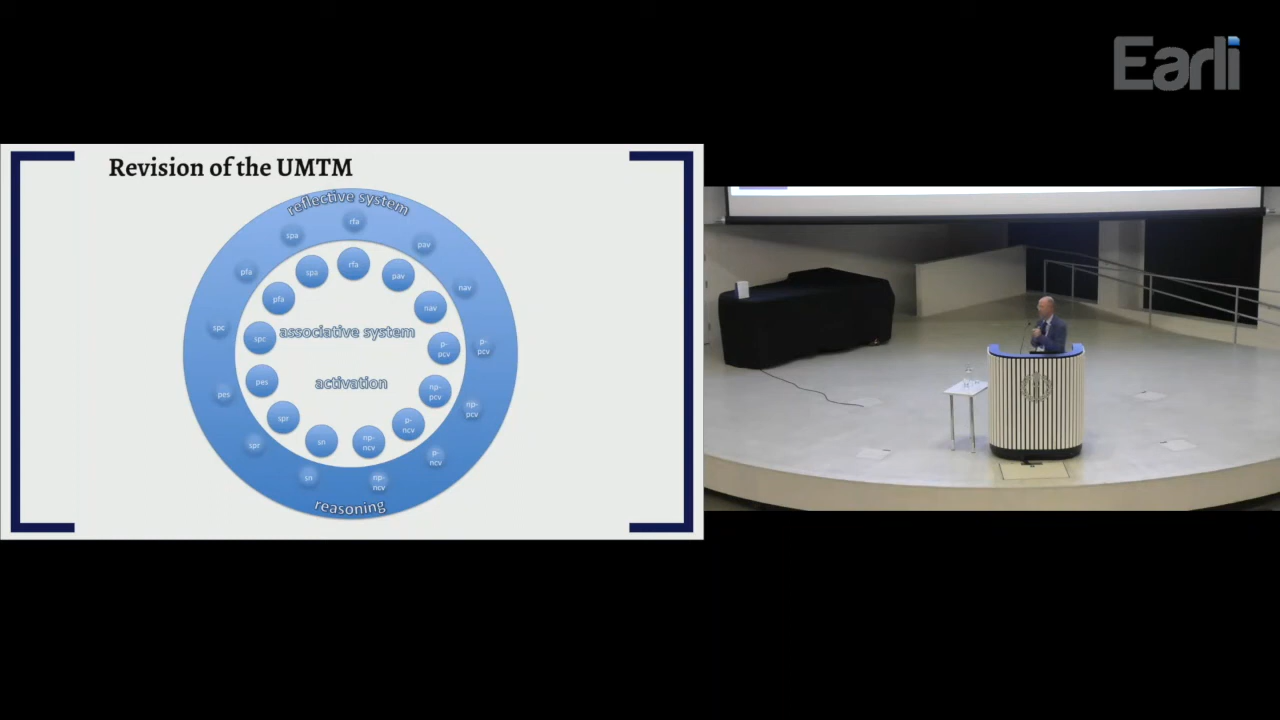 Earli
Revision of the UMTM
reflective system
rfa
spa
pav
pfa
nav
spc
p-
pcv
pes
np-
pcv
spr
p-
ncv
sn
np-
ncv
reasoning
rfa
spa
pav
pfa
nav
spc
associative system
p-
pcv
pes
activation
np-
pcv
spr
p-
ncv
sn
np-
ncv